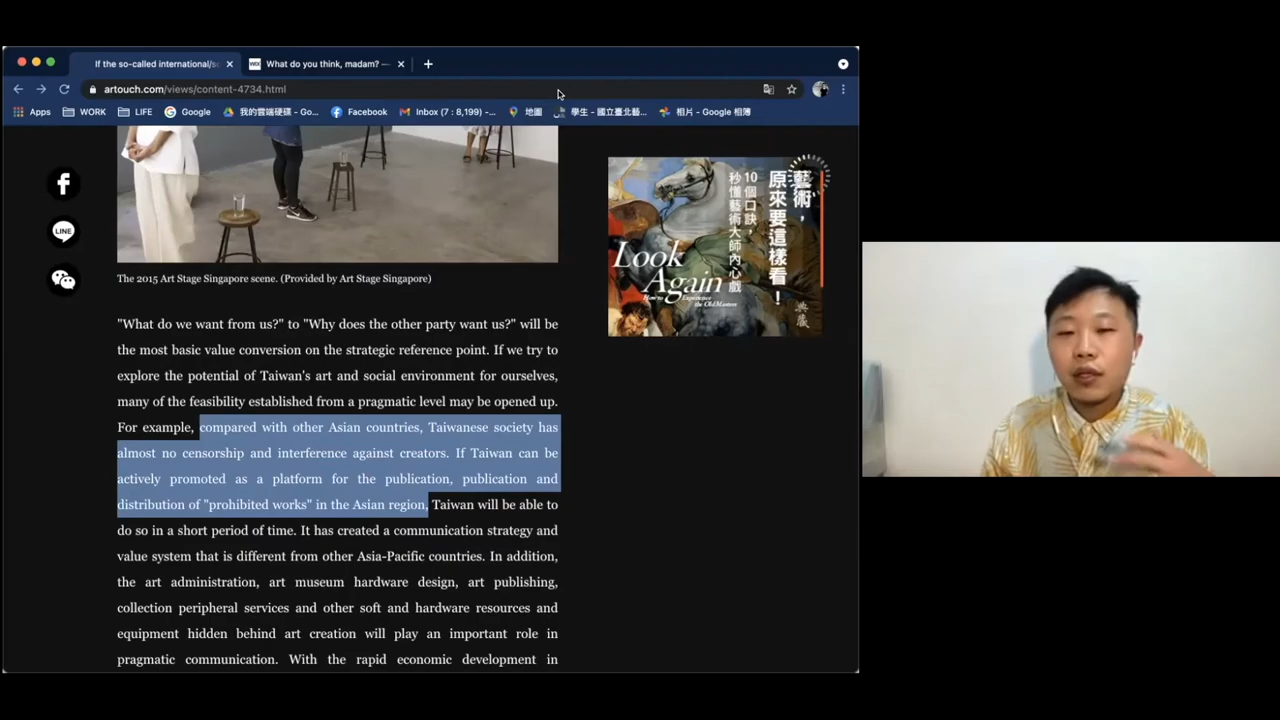 If the so-called international/s
What do you think, madam? —
artouch.com/views/content-4734.html
Apps
WORK
LIFE
Google
我的雲端硬碟 - Go...
Facebook
Inbox (7 : 8,199) -...
地圖
學生 - 國立臺北藝...
相片 - Google 相簿
LINE
The 2015 Art Stage Singapore scene. (Provided by Art Stage Singapore)
藝術，
原來要這樣看！
10個口訣，
秒懂藝術大師內心戲
Look
Again
How to Experience
the Old Masters
典藏
"What do we want from us?" to "Why does the other party want us?" will be
the most basic value conversion on the strategic reference point. If we try to
explore the potential of Taiwan's art and social environment for ourselves,
many of the feasibility established from a pragmatic level may be opened up.
For example, compared with other Asian countries, Taiwanese society has
almost no censorship and interference against creators. If Taiwan can be
actively promoted as a platform for the publication, publication and
distribution of "prohibited works" in the Asian region, Taiwan will be able to
do so in a short period of time. It has created a communication strategy and
value system that is different from other Asia-Pacific countries. In addition,
the art administration, art museum hardware design, art publishing,
collection peripheral services and other soft and hardware resources and
equipment hidden behind art creation will play an important role in
pragmatic communication. With the rapid economic development in